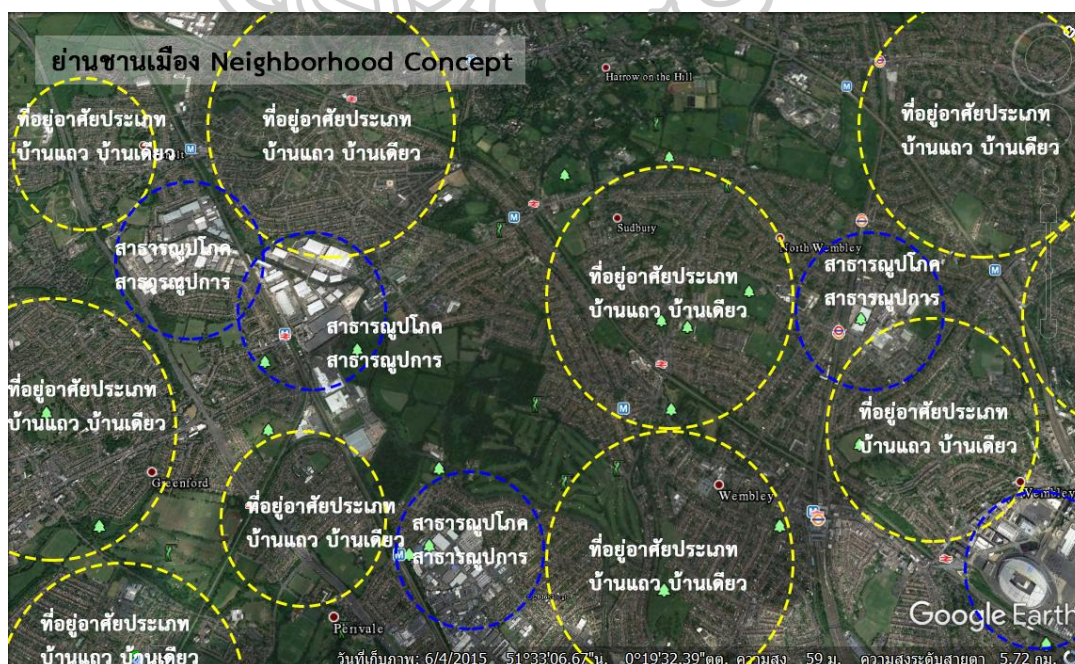 ย่านชานเมือง Neighborhood Concept
Harrow on the Hill
ที่อยู่อาศัยประเภท
บ้านแถว บ้านเดียว
ที่อยู่อาศัยประเภท
บ้านแถว บ้านเดียว
ที่อยู่อาศัยประเภท
บ้านแถว บ้านเดียว
Sudbury
North Wembley
สาธารณูปโภค
สาธารณูปการ
สาธารณูปโภค
สาธารณูปการ
ที่อยู่อาศัยประเภท
บ้านแถว บ้านเดียว
สาธารณูปโภค
สาธารณูปการ
ที่อยู่อาศัยประเภท
บ้านแถว บ้านเดียว
ที่อยู่อาศัยประเภท
บ้านแถว บ้านเดียว
Greenford
Wembley
Wembley
ที่อยู่อาศัยประเภท
บ้านแถว บ้านเดียว
สาธารณูปโภค
สาธารณูปการ
ที่อยู่อาศัยประเภท
บ้านแถว บ้านเดียว
Perivale
ที่อยู่อาศัยประเภท
บ้านแถว บ้านเดียว
Google Earth
วันที่เก็บภาพ: 6/4/2015 51°33'06.67"น. 0°19'32.39"ตต. ความสูง 59 ม. ความสูงระดับสายตา 5.72 กม.